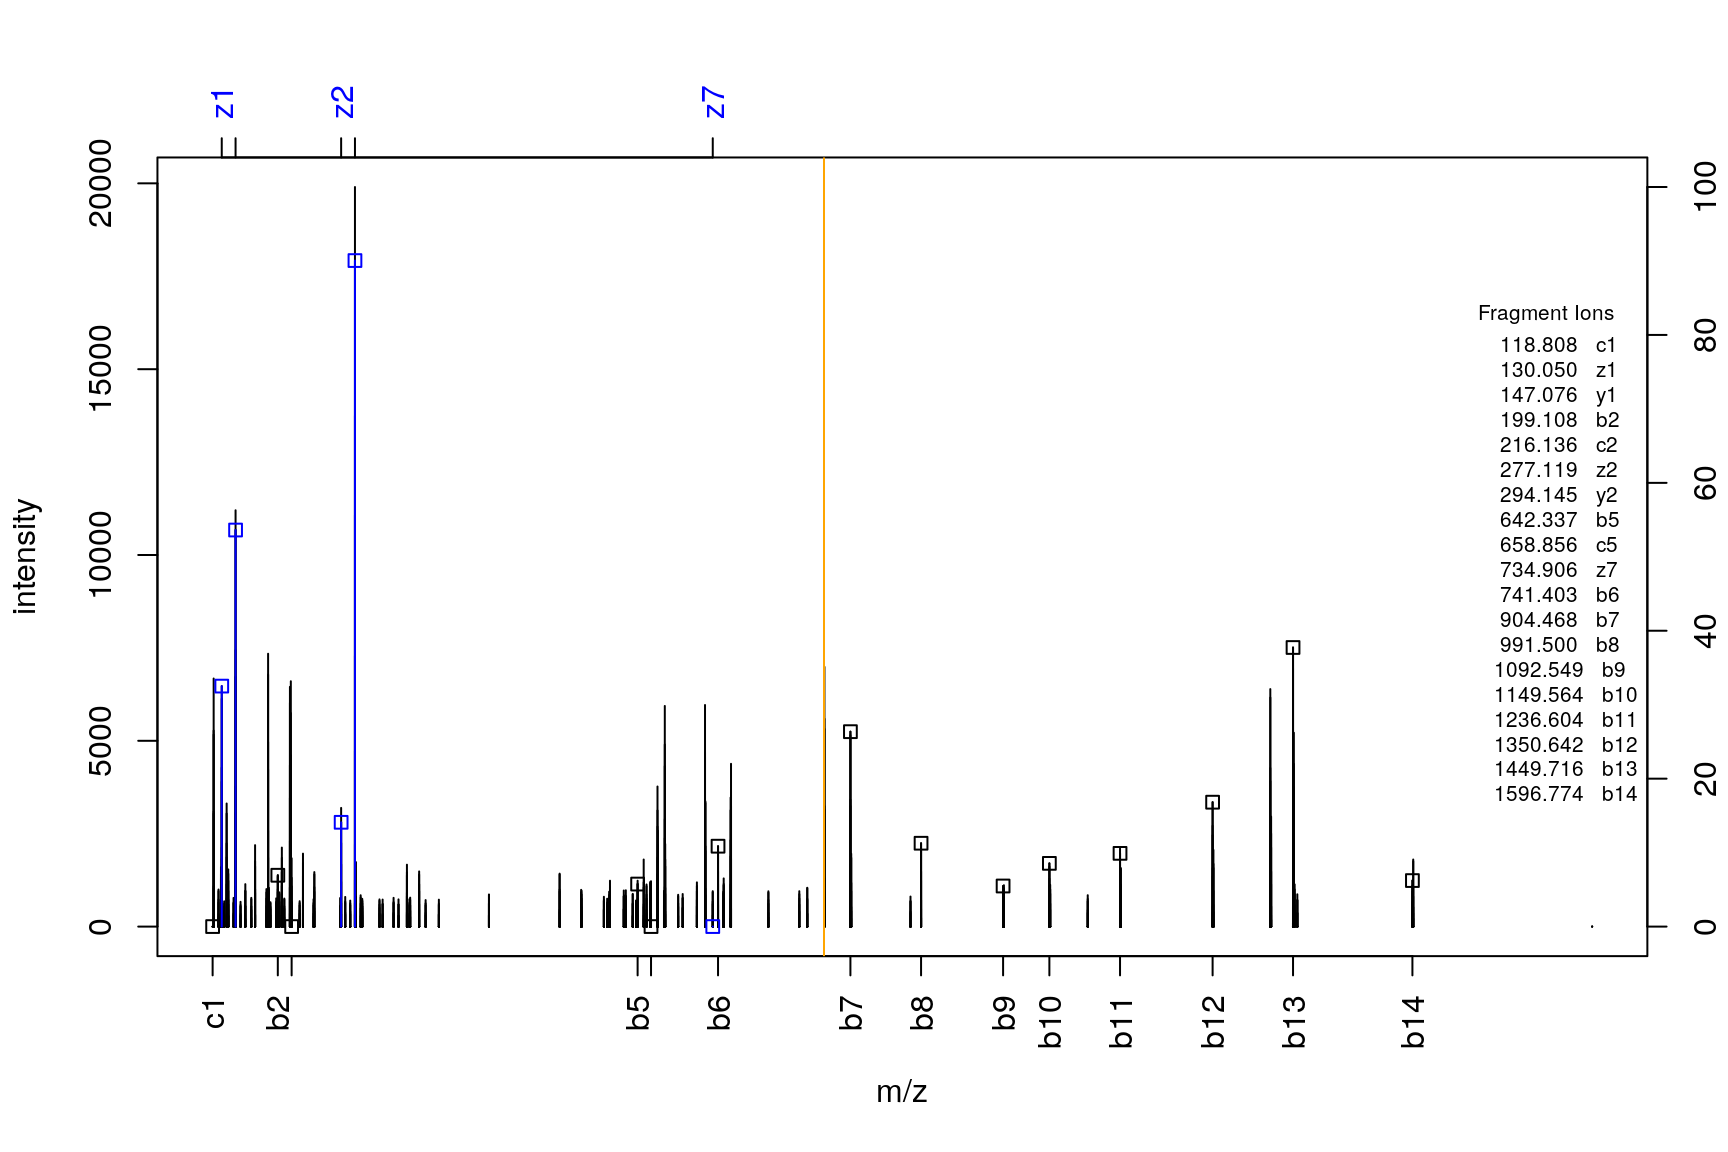 z1 z2 z7
20000
15000
10000
5000
0
intensity
100
80
60
40
20
0
Fragment Ions
118.808 c1
130.050 z1
147.076 y1
199.108 b2
216.136 c2
277.119 z2
294.145 y2
642.337 b5
658.856 c5
734.906 z7
741.403 b6
904.468 b7
991.500 b8
1092.549 b9
1149.564 b10
1236.604 b11
1350.642 b12
1449.716 b13
1596.774 b14
c1 b2 b5 b6 b7 b8 b9 b10 b11 b12 b13 b14
m/z